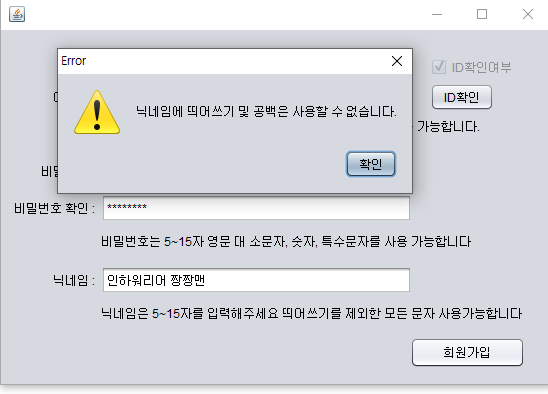 Error
닉네임에 띄어쓰기 및 공백은 사용할 수 없습니다.
확인
ID확인여부
ID확인
가능합니다.
비밀번호 확인 :
********
비밀번호는 5~15자 영문 대 소문자, 숫자, 특수문자를 사용 가능합니다
닉네임 :
인하워리어 짱짱맨
닉네임은 5~15자를 입력해주세요 띄어쓰기를 제외한 모든 문자 사용가능합니다
회원가입